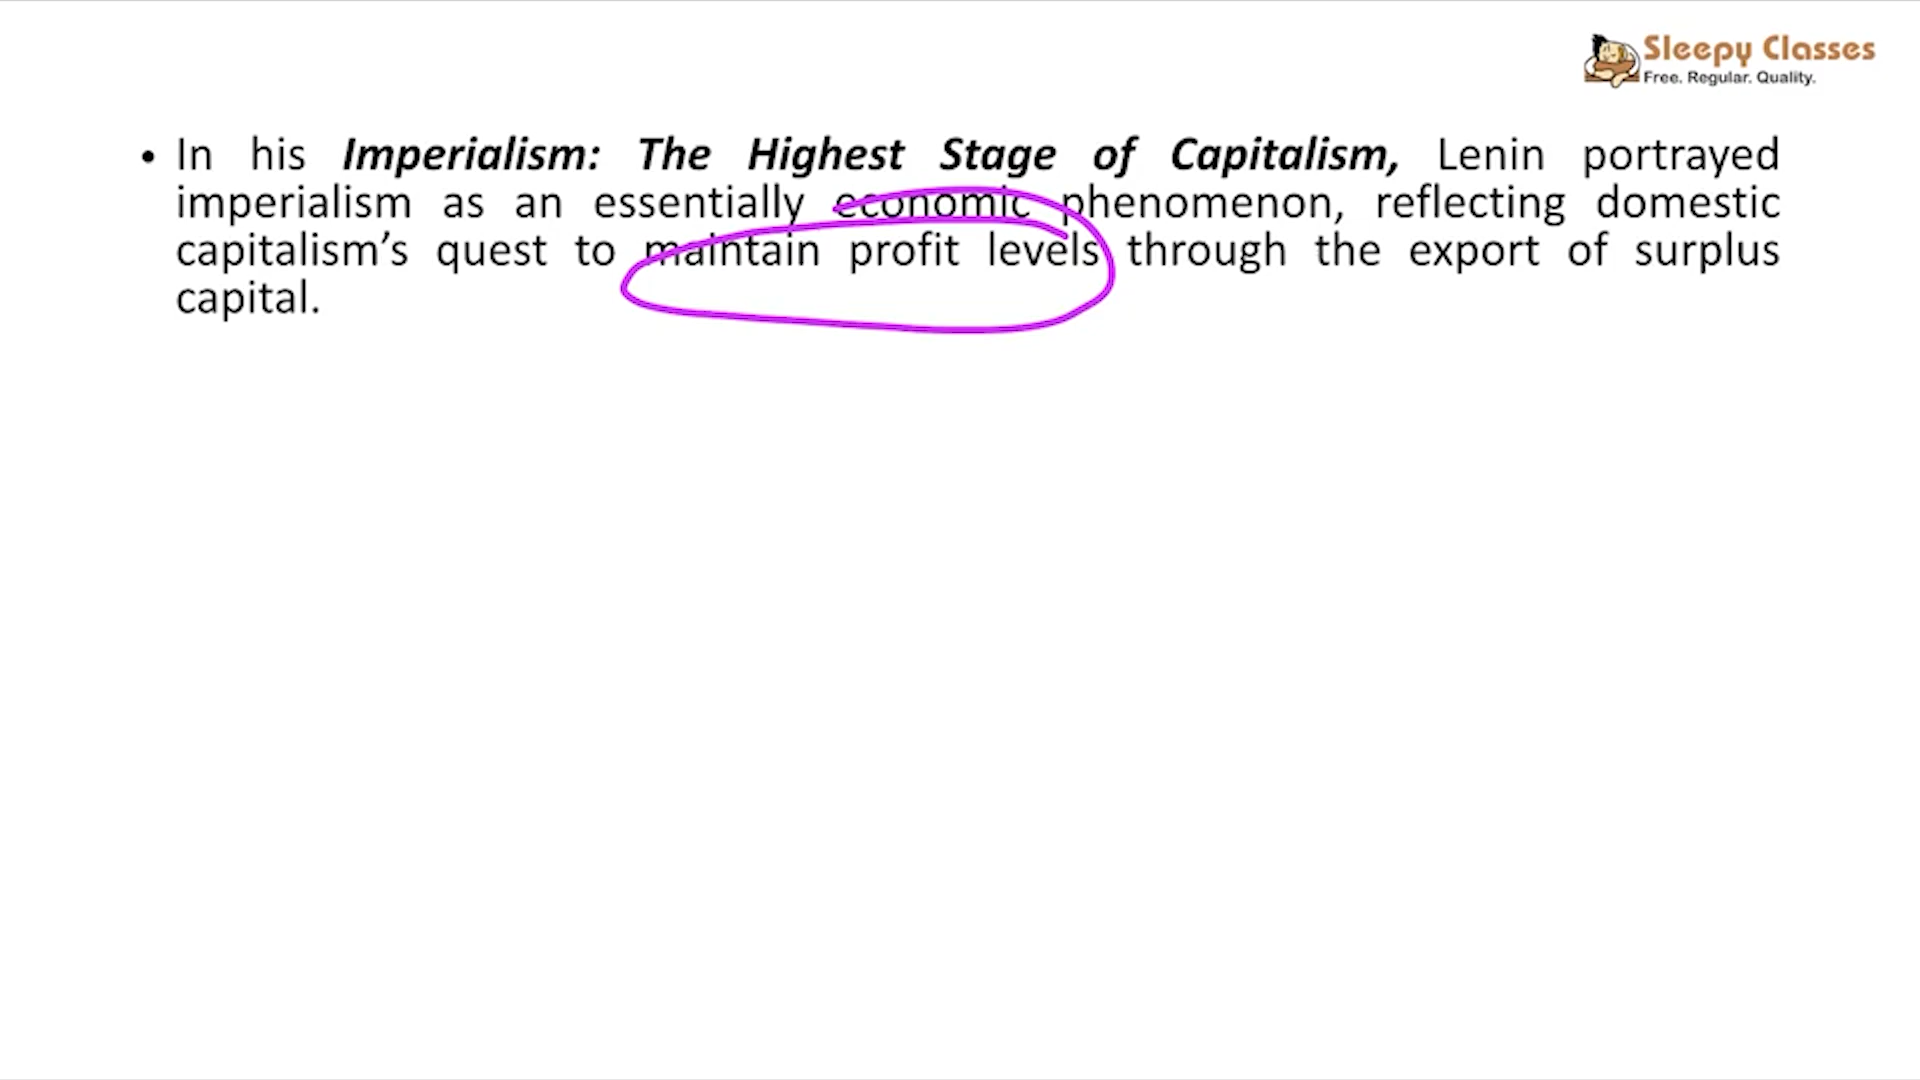 Sleepy Classes
Free. Regular. Quality.
• In his Imperialism: The Highest Stage of Capitalism, Lenin portrayed
imperialism as an essentially economic phenomenon, reflecting domestic
capitalism’s quest to maintain profit levels through the export of surplus
capital.